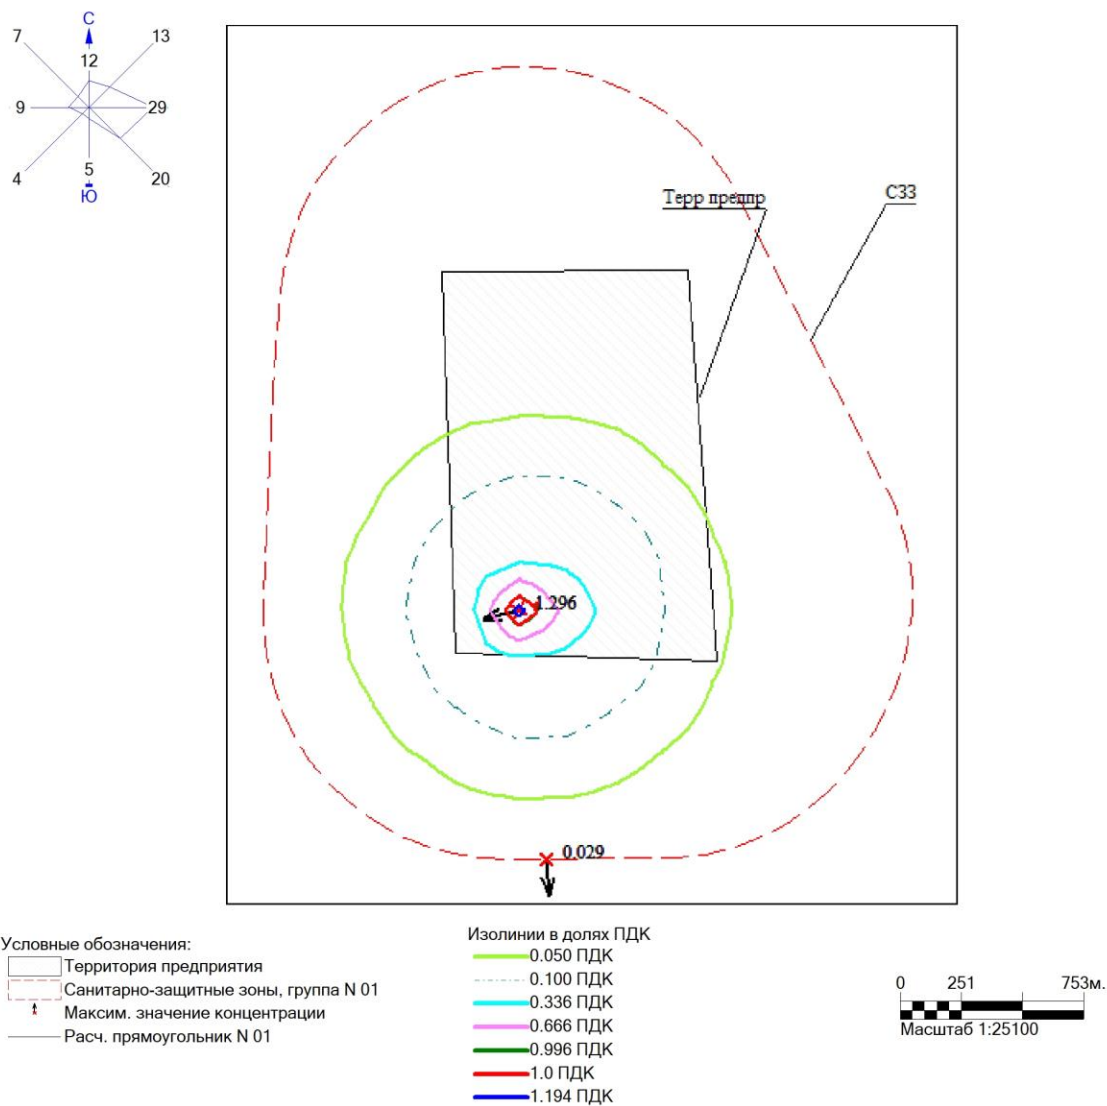 С
7
13
12
9
29
4
5
20
Ю
Терр предпр
СЗЗ
1.296
0.029
Условные обозначения:
Территория предприятия
Санитарно-защитные зоны, группа N 01
Максим. значение концентрации
Расч. прямоугольник N 01
Изолинии в долях ПДК
0.050 ПДК
0.100 ПДК
0.336 ПДК
0.666 ПДК
0.996 ПДК
1.0 ПДК
1.194 ПДК
0 251 753м.
Масштаб 1:25100